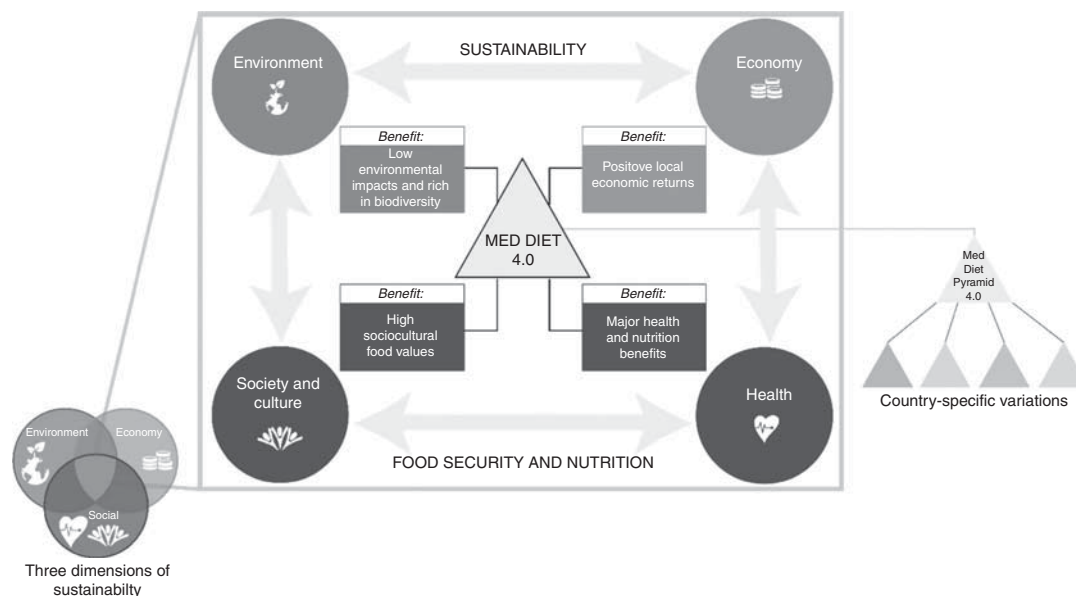 SUSTAINABILITY
Environment
Economy
Benefit:
Low
environmental
impacts and rich
in biodiversity
Benefit:
Positove local
economic returns
MED DIET
4.0
Benefit:
High
sociocultural
food values
Benefit:
Major health
and nutrition
benefits
Society and
culture
Health
FOOD SECURITY AND NUTRITION
Med
Diet
Pyramid
4.0
Country-specific variations
Environment
Economy
Social
Three dimensions of
sustainabilty